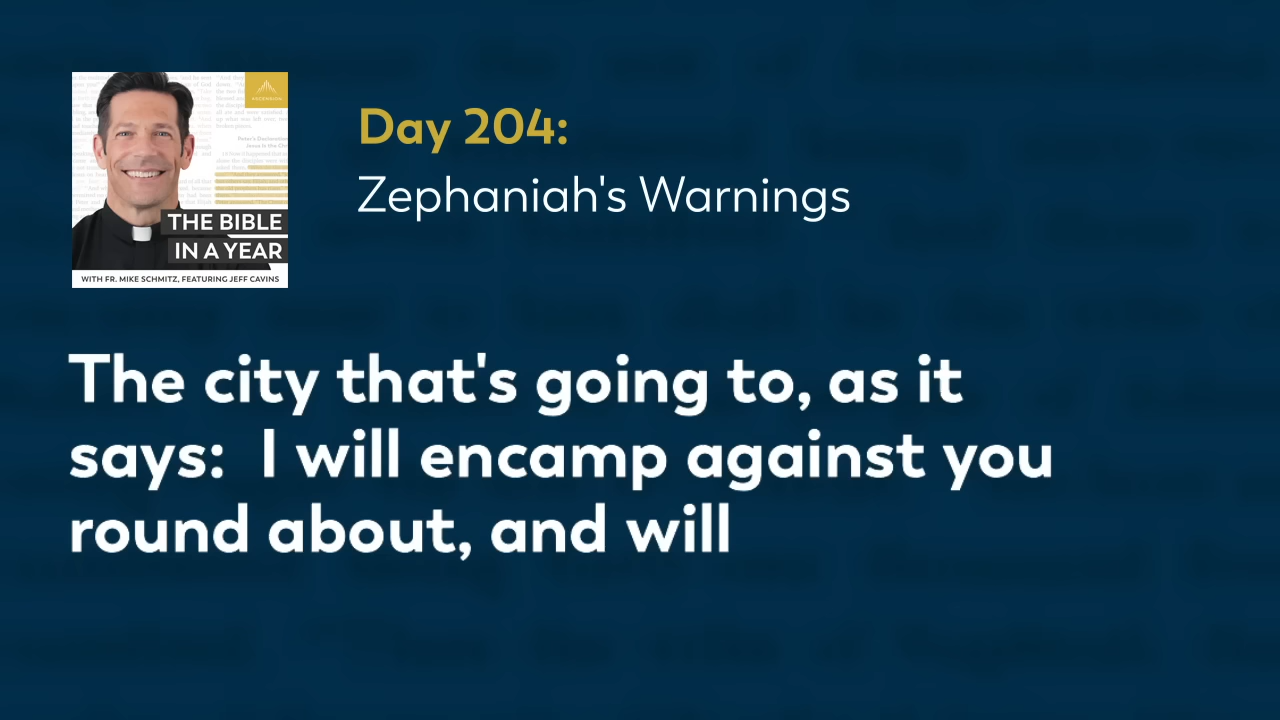 ASCENSION
Day 204:
Zephaniah's Warnings
THE BIBLE
IN A YEAR
WITH FR. MIKE SCHMITZ, FEATURING JEFF CAVINS
The city that's going to, as it
says:  I will encamp against you
round about, and will